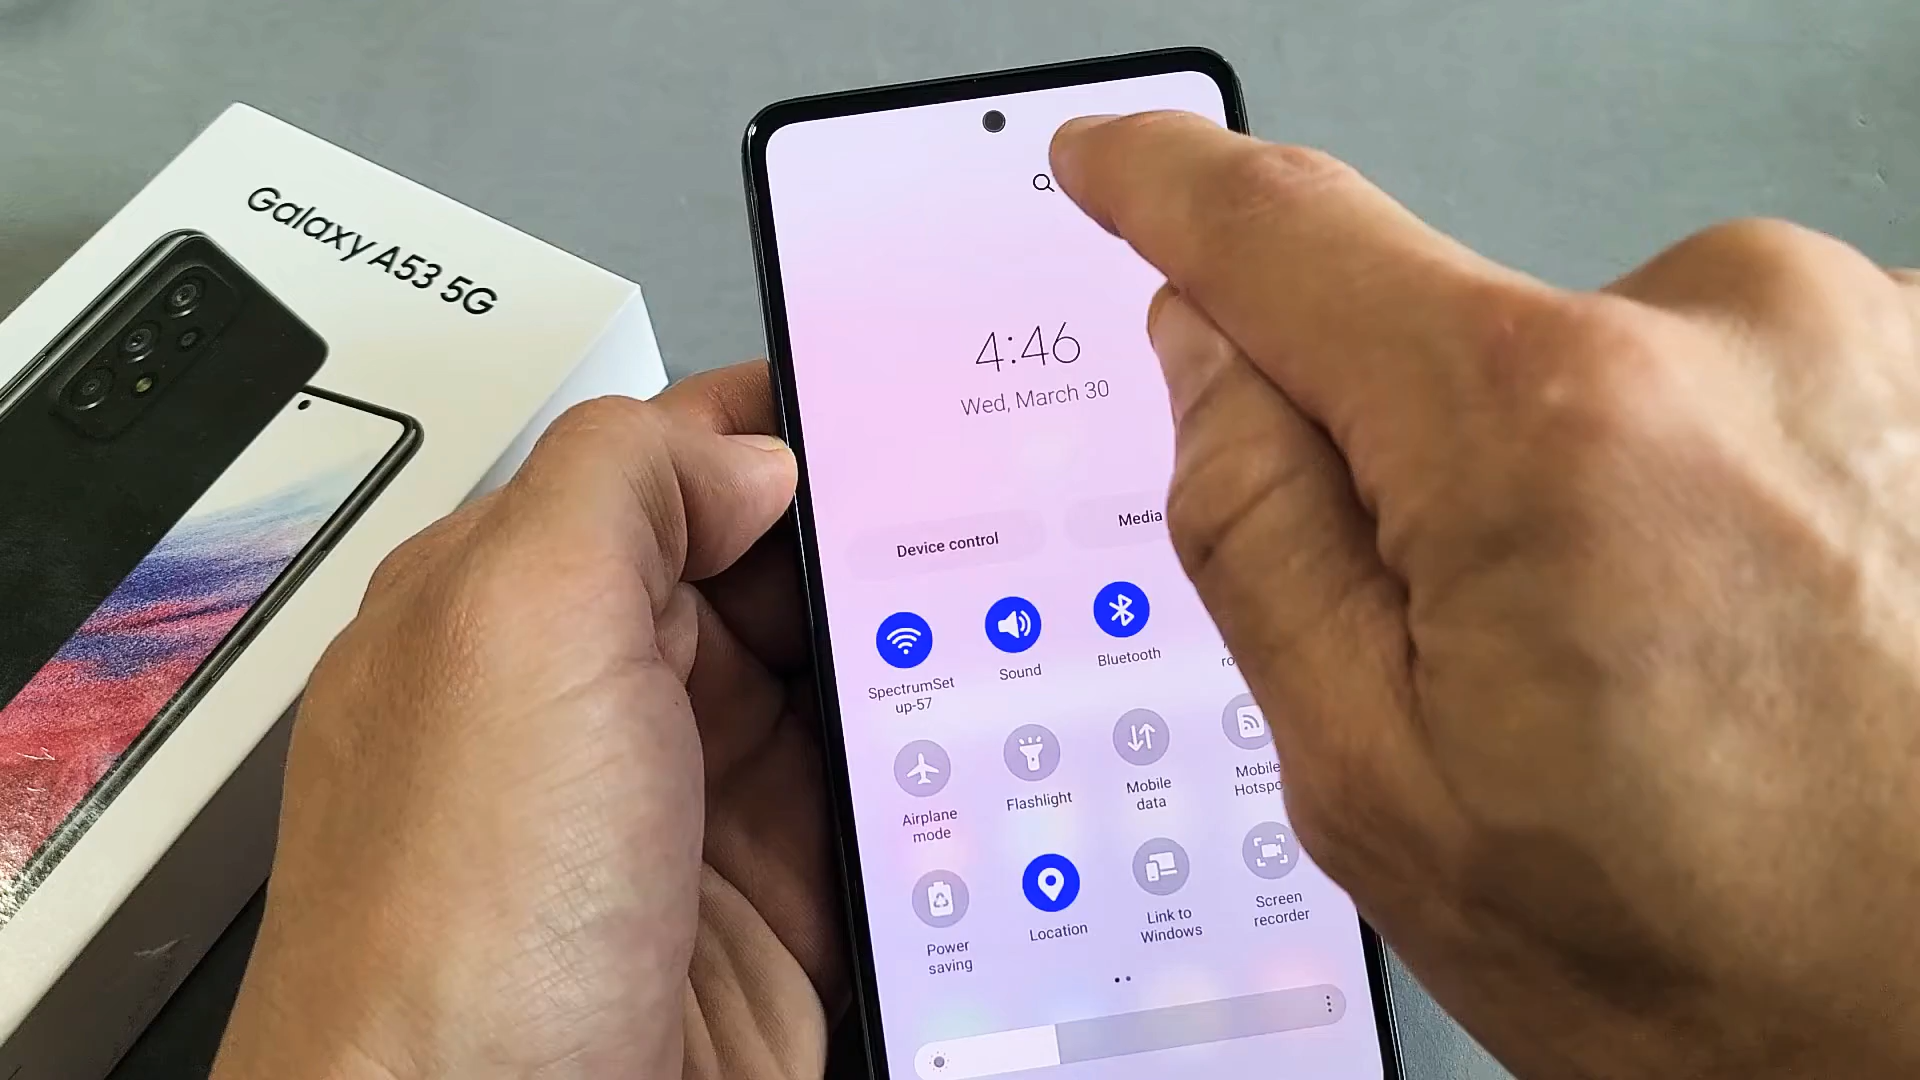 Galaxy A53 5G
4:46
Wed, March 30
Device control
Media
SpectrumSet
up-57
Sound
Bluetooth
Airplane
mode
Flashlight
Mobile
data
Mobile
Power
saving
Location
Link to
Windows
Screen
recorder